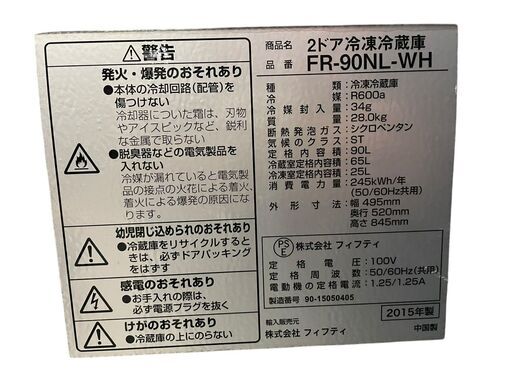 警告
発火・爆発のおそれあり
●本体の冷却回路(配管)を
傷つけない
冷却器についた霜は、刃物
やアイスピックなど、鋭利
な金属で取らない
●脱臭器などの電気製品を
入れない
冷媒が漏れていると電気製
品の接点の火花による着火、
着火による爆発の原因に
なります。
幼児閉じ込められのおそれあり
●冷蔵庫をリサイクルすると
きは、必ずドアパッキング
をはずす
感電のおそれあり
●お手入れの際は、
必ず電源プラグを抜く
けがのおそれあり
●冷蔵庫の上にのらない
商品名 2ドア冷凍冷蔵庫
品番 FR-90NL-WH
種類:冷凍冷蔵庫
冷媒:R600a
冷媒封入量:34g
質量:28.0kg
断熱発泡ガス:シクロペンタン
気候のクラス:ST
定格内容積:90L
冷蔵室定格内容積:65L
冷凍室定格内容積:25L
消費電力量:245kWh/年
(50/60Hz共用)
外形寸法:幅495mm
奥行520mm
高さ845mm
PS
E 株式会社 フィフティ
定格電圧:100V
定格周波数:50/60Hz(共用)
電動機の定格電流:1.25/1.25A
製造番号 90-15050405
輸入販売元
株式会社 フィフティ
2015年製
中国製